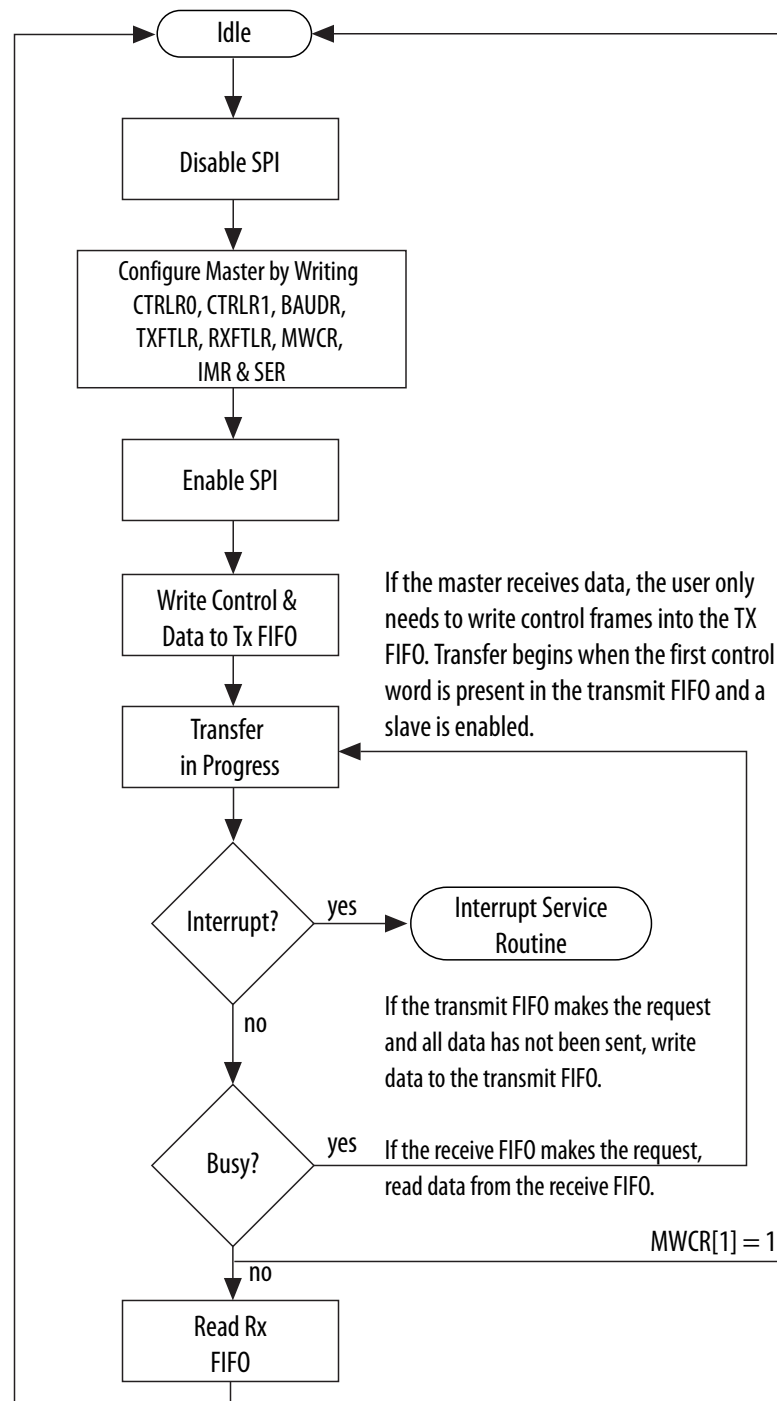 Idle
Disable SPI
Configure Master by Writing
CTRLR0, CTRLR1, BAUDR,
TXFTLR, RXFTLR, MWCR,
IMR & SER
Enable SPI
Write Control &
Data to Tx FIFO
If the master receives data, the user only
needs to write control frames into the TX
FIFO. Transfer begins when the first control
word is present in the transmit FIFO and a
slave is enabled.
Transfer
in Progress
Interrupt?
yes
Interrupt Service
Routine
no
If the transmit FIFO makes the request
and all data has not been sent, write
data to the transmit FIFO.
Busy?
yes
If the receive FIFO makes the request,
read data from the receive FIFO.
MWCR[1] = 1
no
Read Rx
FIFO